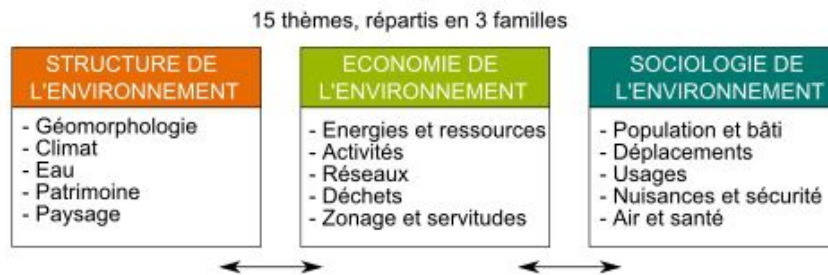 15 thèmes, répartis en 3 familles
STRUCTURE DE
L'ENVIRONNEMENT
- Géomorphologie
- Climat
- Eau
- Patrimoine
- Paysage
ECONOMIE DE
L'ENVIRONNEMENT
- Energies et ressources
- Activités
- Réseaux
- Déchets
- Zonage et servitudes
SOCIOLOGIE DE
L'ENVIRONNEMENT
- Population et bâti
- Déplacements
- Usages
- Nuisances et sécurité
- Air et santé